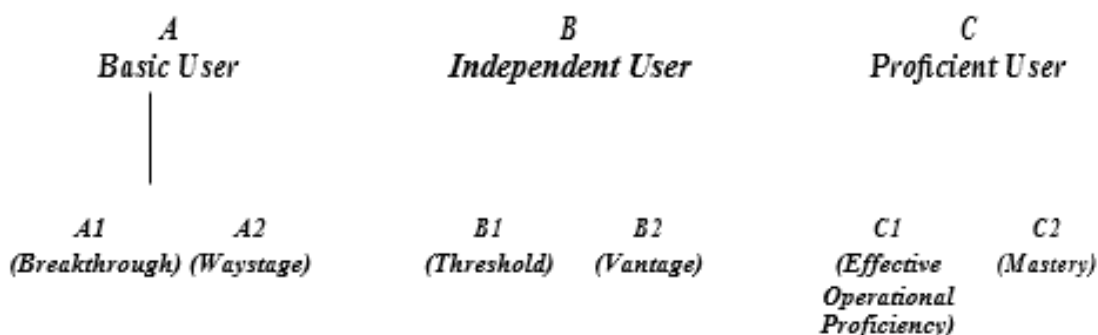 A B C
Basic User Independent User Proficient User
A1 A2 B1 B2 C1 C2
(Breakthrough) (Waystage) (Threshold) (Vantage) (Effective (Mastery)
Operational
Proficiency)